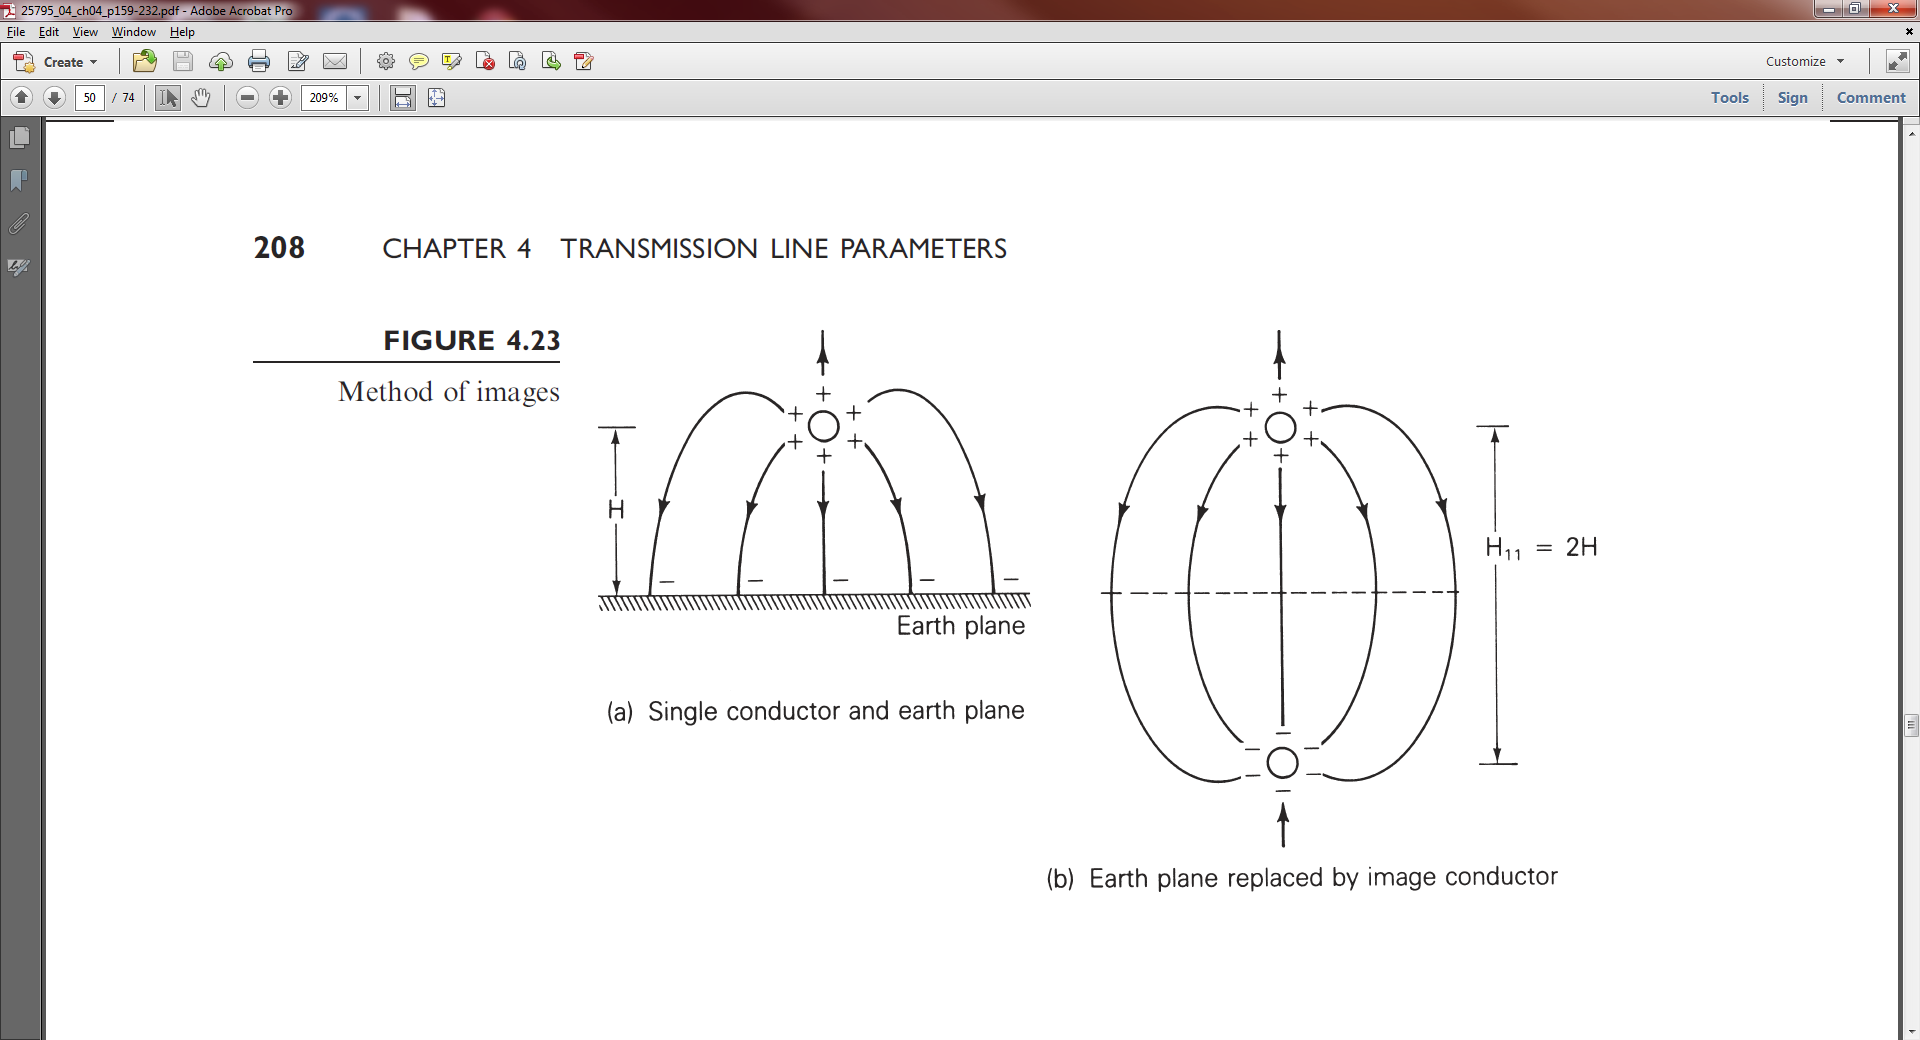 25795_04_ch04_p159-232.pdf - Adobe Acrobat Pro
File Edit View Window Help
Create Customize
50 / 74 209% Tools Sign Comment
208 CHAPTER 4 TRANSMISSION LINE PARAMETERS
FIGURE 4.23
Method of images
H
Earth plane
(a) Single conductor and earth plane
H₁₁ = 2H
(b) Earth plane replaced by image conductor